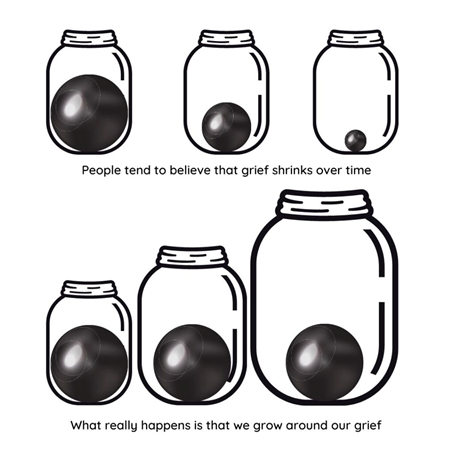 People tend to believe that grief shrinks over time
What really happens is that we grow around our grief